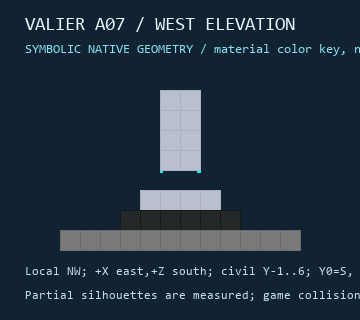 VALIER A07 / WEST ELEVATION
SYMBOLIC NATIVE GEOMETRY / material color key, n
Local NW; +X east,+Z south; civil Y-1..6; Y0=S,
Partial silhouettes are measured; game collision